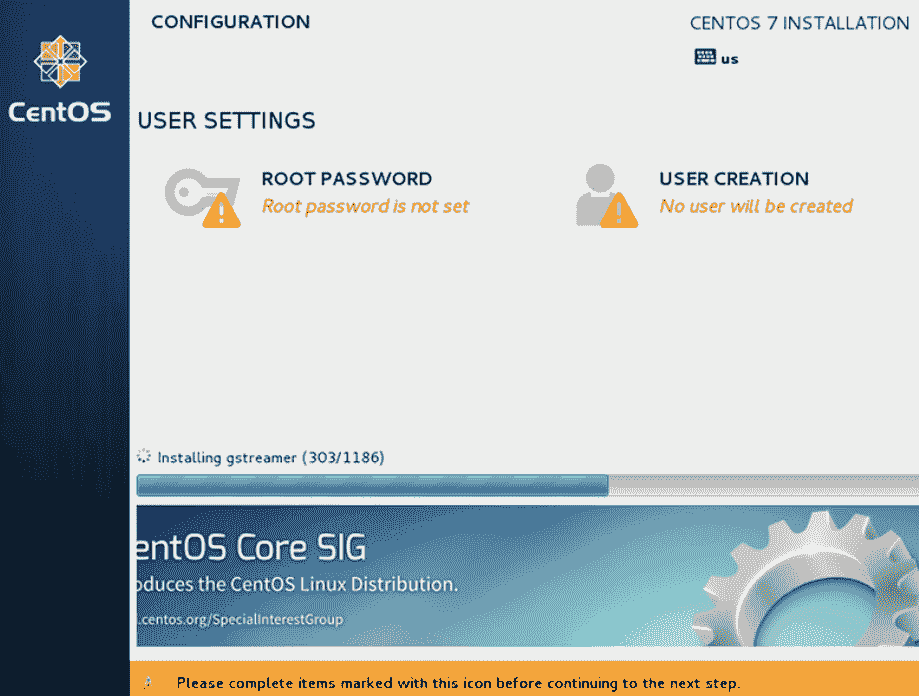 CONFIGURATION
CENTOS 7 INSTALLATION
us
CentOS
USER SETTINGS
ROOT PASSWORD
Root password is not set
USER CREATION
No user will be created
Installing gstreamer (303/1186)
entOS Core SIG
oduces the CentOS Linux Distribution.
.centos.org/SpecialInterestGroup
Please complete items marked with this icon before continuing to the next step.